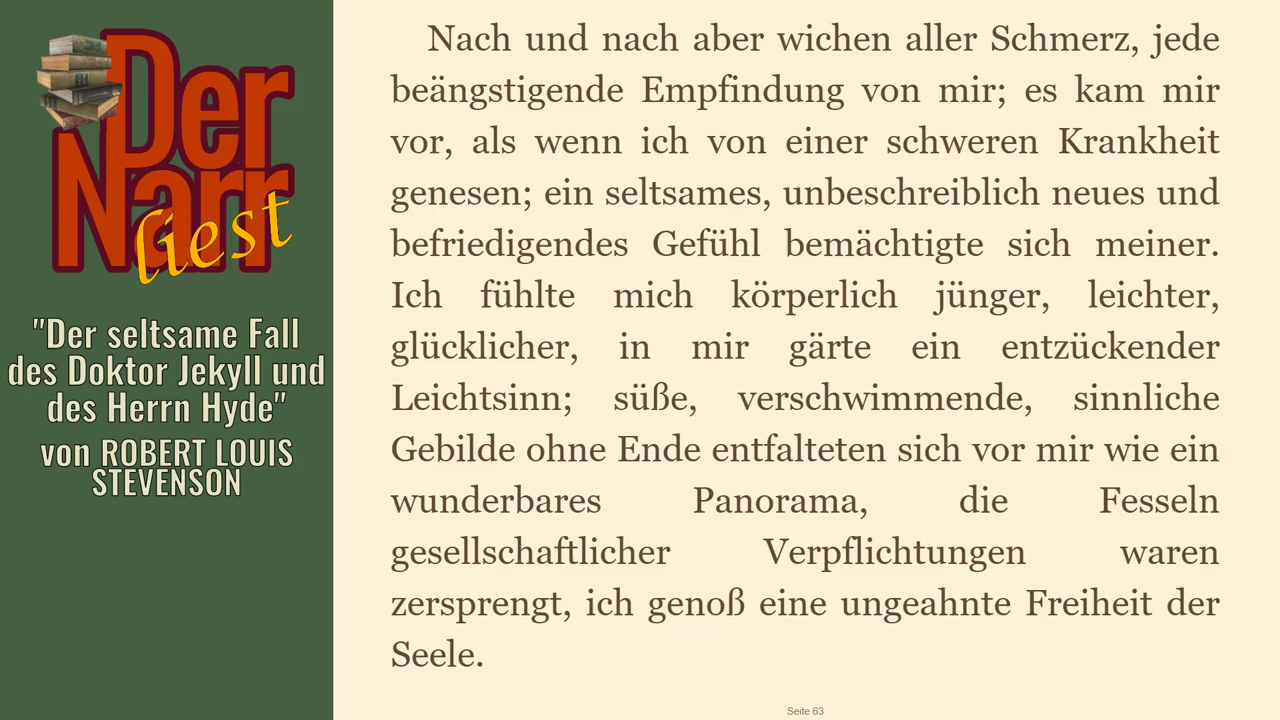 Der
Narr
liest
"Der seltsame Fall
des Doktor Jekyll und
des Herrn Hyde"
von ROBERT LOUIS
STEVENSON
Nach und nach aber wichen aller Schmerz, jede
beängstigende Empfindung von mir; es kam mir
vor, als wenn ich von einer schweren Krankheit
genesen; ein seltsames, unbeschreiblich neues und
befriedigendes Gefühl bemächtigte sich meiner.
Ich fühlte mich körperlich jünger, leichter,
glücklicher, in mir gärte ein entzückender
Leichtsinn; süße, verschwimmende, sinnliche
Gebilde ohne Ende entfalteten sich vor mir wie ein
wunderbares Panorama, die Fesseln
gesellschaftlicher Verpflichtungen waren
zersprengt, ich genoß eine ungeahnte Freiheit der
Seele.
Seite 63